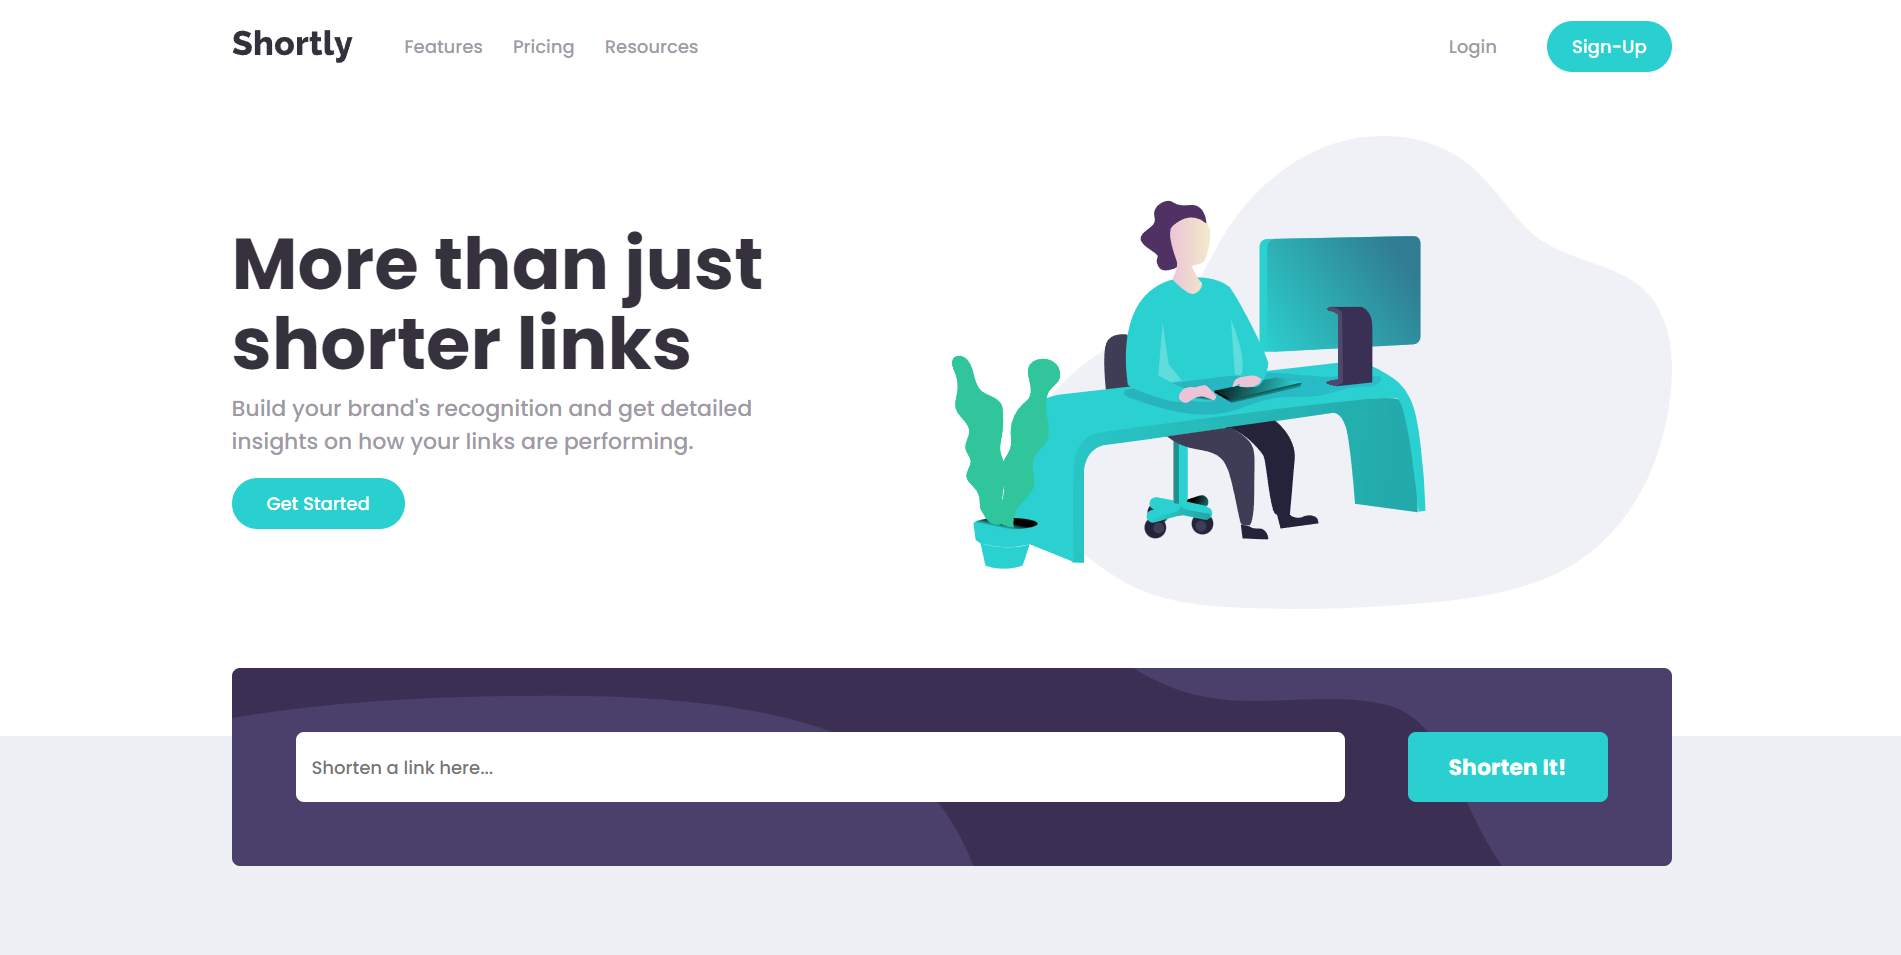 Shortly
Features
Pricing
Resources
Login
Sign-Up
More than just
shorter links
Build your brand's recognition and get detailed
insights on how your links are performing.
Get Started
Shorten a link here...
Shorten It!